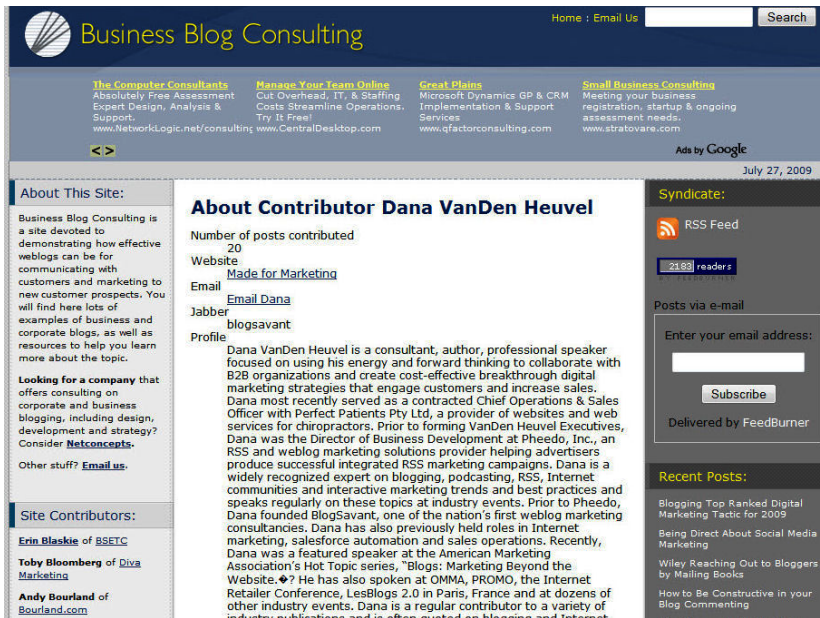 Business Blog Consulting
Home : Email Us
Search
The Computer Consultants
Absolutely Free Assessment
Expert Design, Analysis &
Support.
www.NetworkLogic.net/consulting
Manage Your Team Online
Cut Overhead, IT, & Staffing
Costs Streamline Operations.
Try It Free!
www.CentralDesktop.com
Great Plains
Microsoft Dynamics GP & CRM
Implementation & Support
Services
www.qfactorconsulting.com
Small Business Consulting
Meeting your business
registration, startup & ongoing
assessment needs.
www.stratovare.com
< >
Ads by Google
July 27, 2009
About This Site:
Business Blog Consulting is
a site devoted to
demonstrating how effective
weblogs can be for
communicating with
customers and marketing to
new customer prospects. You
will find here lots of
examples of business and
corporate blogs, as well as
resources to help you learn
more about the topic.
Looking for a company that
offers consulting on
corporate and business
blogging, including design,
development and strategy?
Consider Netconcepts.
Other stuff? Email us.
Site Contributors:
Erin Blaskie of BSETC
Toby Bloomberg of Diva
Marketing
Andy Bourland of
Bourland.com
About Contributor Dana VanDen Heuvel
Number of posts contributed
20
Website
Made for Marketing
Email
Email Dana
Jabber
blogsavant
Profile
Dana VanDen Heuvel is a consultant, author, professional speaker
focused on using his energy and forward thinking to collaborate with
B2B organizations and create cost-effective breakthrough digital
marketing strategies that engage customers and increase sales.
Dana most recently served as a contracted Chief Operations & Sales
Officer with Perfect Patients Pty Ltd, a provider of websites and web
services for chiropractors. Prior to forming VanDen Heuvel Executives,
Dana was the Director of Business Development at Pheedo, Inc., an
RSS and weblog marketing solutions provider helping advertisers
produce successful integrated RSS marketing campaigns. Dana is a
widely recognized expert on blogging, podcasting, RSS, Internet
communities and interactive marketing trends and best practices and
speaks regularly on these topics at industry events. Prior to Pheedo,
Dana founded BlogSavant, one of the nation's first weblog marketing
consultancies. Dana has also previously held roles in Internet
marketing, salesforce automation and sales operations. Recently,
Dana was a featured speaker at the American Marketing
Association's Hot Topic series, "Blogs: Marketing Beyond the
Website.�? He has also spoken at OMMA, PROMO, the Internet
Retailer Conference, LesBlogs 2.0 in Paris, France and at dozens of
other industry events. Dana is a regular contributor to a variety of
industry publications and is often quoted on blogging and Internet
Syndicate:
RSS Feed
2183 readers
BY FEEDBURNER
Posts via e-mail
Enter your email address:
Subscribe
Delivered by FeedBurner
Recent Posts:
Blogging Top Ranked Digital
Marketing Tactic for 2009
Being Direct About Social Media
Marketing
Wiley Reaching Out to Bloggers
by Mailing Books
How to Be Constructive in your
Blog Commenting